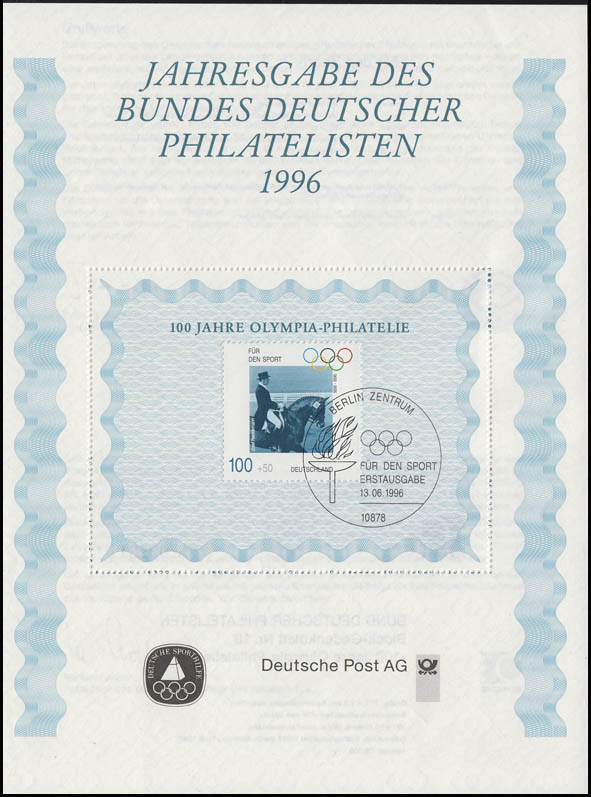 JAHRESGABE DES
BUNDES DEUTSCHER
PHILATELISTEN
1996
100 JAHRE OLYMPIA-PHILATELIE
FÜR
DEN SPORT
100 +50
DEUTSCHLAND
BERLIN ZENTRUM
FÜR DEN SPORT
ERSTAUSGABE
13.06.1996
10878
DEUTSCHE SPORTHILFE
Deutsche Post AG